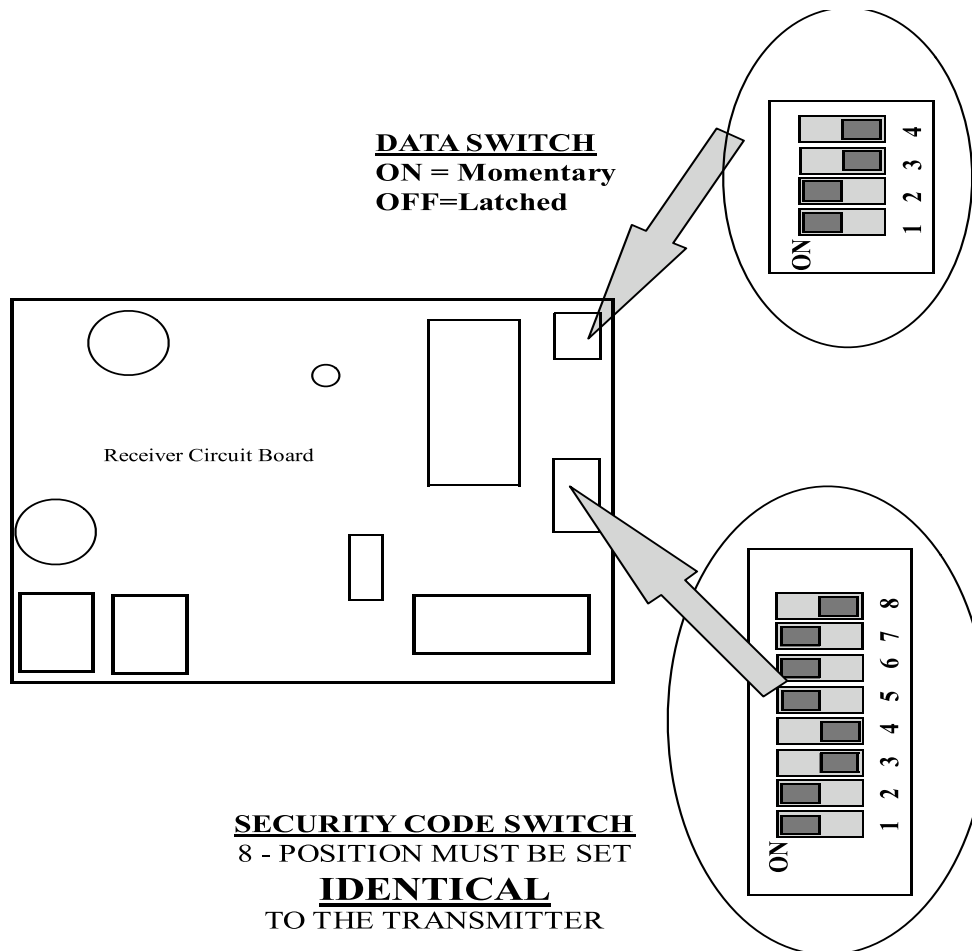 DATA SWITCH
ON = Momentary
OFF=Latched
4
3
2
1
ON
Receiver Circuit Board
8
7
6
5
4
3
2
1
ON
SECURITY CODE SWITCH
8 - POSITION MUST BE SET
IDENTICAL
TO THE TRANSMITTER